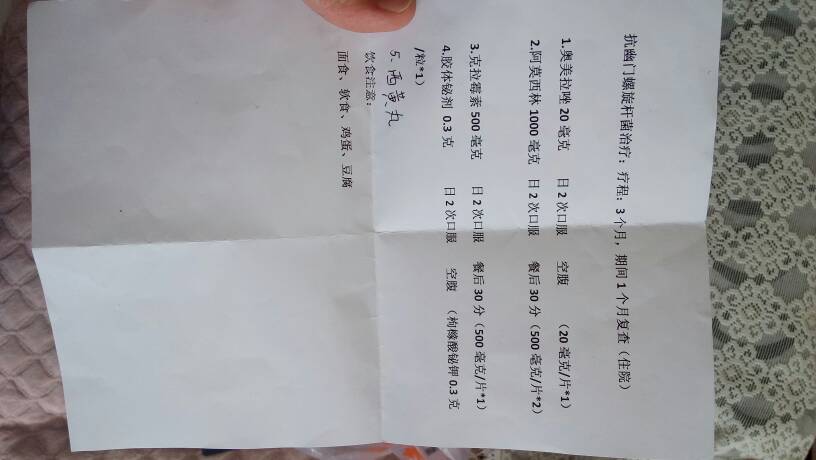 抗幽门螺旋杆菌治疗：疗程：3个月，期间1个月复查（住院）
1.奥美拉唑 20 毫克 日 2 次口服 空腹 （20 毫克/片*1）
2.阿莫西林 1000 毫克 日 2 次口服 餐后 30 分（500 毫克/片*2）
3.克拉霉素 500 毫克 日 2 次口服 餐后 30 分（500 毫克/片*1）
4.胶体铋剂 0.3 克 日 2 次口服 空腹 （枸橼酸铋钾 0.3 克
/粒*1）
5、西黄丸
饮食注意：
面食、软食、鸡蛋、豆腐